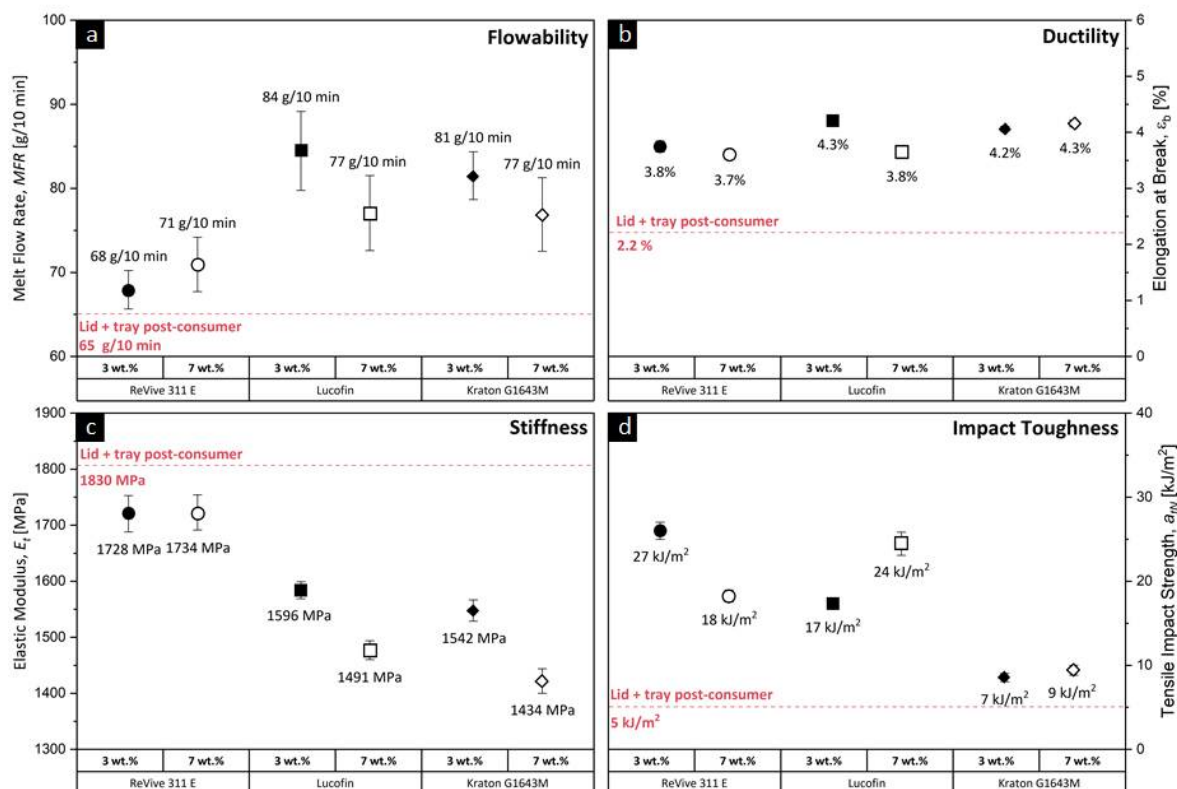 a
Flowability
Melt Flow Rate, MFR [g/10 min]
100
90
80
70
60
68 g/10 min
71 g/10 min
84 g/10 min
77 g/10 min
81 g/10 min
77 g/10 min
Lid + tray post-consumer
65 g/10 min
3 wt.% 7 wt.% 3 wt.% 7 wt.% 3 wt.% 7 wt.%
ReVive 311 E Lucofin Kraton G1643M
b
Ductility
Elongation at Break, εb [%]
6
5
4
3
2
1
0
3.8%
3.7%
4.3%
3.8%
4.2%
4.3%
Lid + tray post-consumer
2.2 %
3 wt.% 7 wt.% 3 wt.% 7 wt.% 3 wt.% 7 wt.%
ReVive 311 E Lucofin Kraton G1643M
c
Stiffness
Elastic Modulus, Et [MPa]
1900
1800
1700
1600
1500
1400
1300
Lid + tray post-consumer
1830 MPa
1728 MPa
1734 MPa
1596 MPa
1491 MPa
1542 MPa
1434 MPa
3 wt.% 7 wt.% 3 wt.% 7 wt.% 3 wt.% 7 wt.%
ReVive 311 E Lucofin Kraton G1643M
d
Impact Toughness
Tensile Impact Strength, atN [kJ/m²]
40
30
20
10
0
27 kJ/m²
18 kJ/m²
17 kJ/m²
24 kJ/m²
7 kJ/m²
9 kJ/m²
Lid + tray post-consumer
5 kJ/m²
3 wt.% 7 wt.% 3 wt.% 7 wt.% 3 wt.% 7 wt.%
ReVive 311 E Lucofin Kraton G1643M